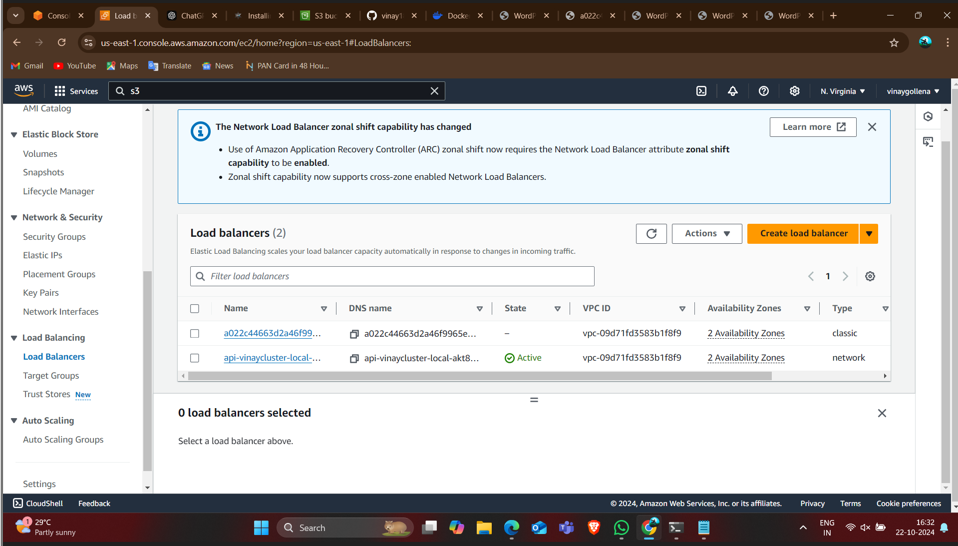 Conso
Load b
ChatG
Installi
S3 bu
vinay1
Docke
WordF
a022c
WordF
WordF
WordF
us-east-1.console.aws.amazon.com/ec2/home?region=us-east-1#LoadBalancers:
Gmail
YouTube
Maps
Translate
News
PAN Card in 48 Hou...
aws
Services
s3
N. Virginia
vinaygollena
AMI Catalog
Elastic Block Store
Volumes
Snapshots
Lifecycle Manager
Network & Security
Security Groups
Elastic IPs
Placement Groups
Key Pairs
Network Interfaces
Load Balancing
Load Balancers
Target Groups
Trust Stores New
Auto Scaling
Auto Scaling Groups
Settings
The Network Load Balancer zonal shift capability has changed
Learn more
• Use of Amazon Application Recovery Controller (ARC) zonal shift now requires the Network Load Balancer attribute zonal shift
capability to be enabled.
• Zonal shift capability now supports cross-zone enabled Network Load Balancers.
Load balancers (2)
Actions
Create load balancer
Elastic Load Balancing scales your load balancer capacity automatically in response to changes in incoming traffic.
Filter load balancers
1
Name DNS name State VPC ID Availability Zones Type
a022c44663d2a46f99... a022c44663d2a46f9965e... – vpc-09d71fd3583b1f8f9 2 Availability Zones classic
api-vinaycluster-local-... api-vinaycluster-local-akt8... Active vpc-09d71fd3583b1f8f9 2 Availability Zones network
0 load balancers selected
Select a load balancer above.
CloudShell Feedback © 2024, Amazon Web Services, Inc. or its affiliates. Privacy Terms Cookie preferences
1
29°C
Partly sunny
Search
ENG
IN
16:32
22-10-2024